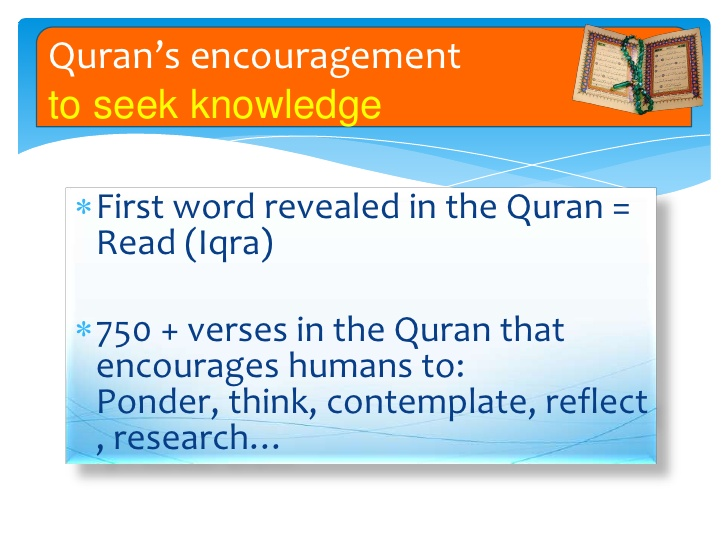 Quran’s encouragement
to seek knowledge
*First word revealed in the Quran =
Read (Iqra)
*750 + verses in the Quran that
encourages humans to:
Ponder, think, contemplate, reflect
, research…